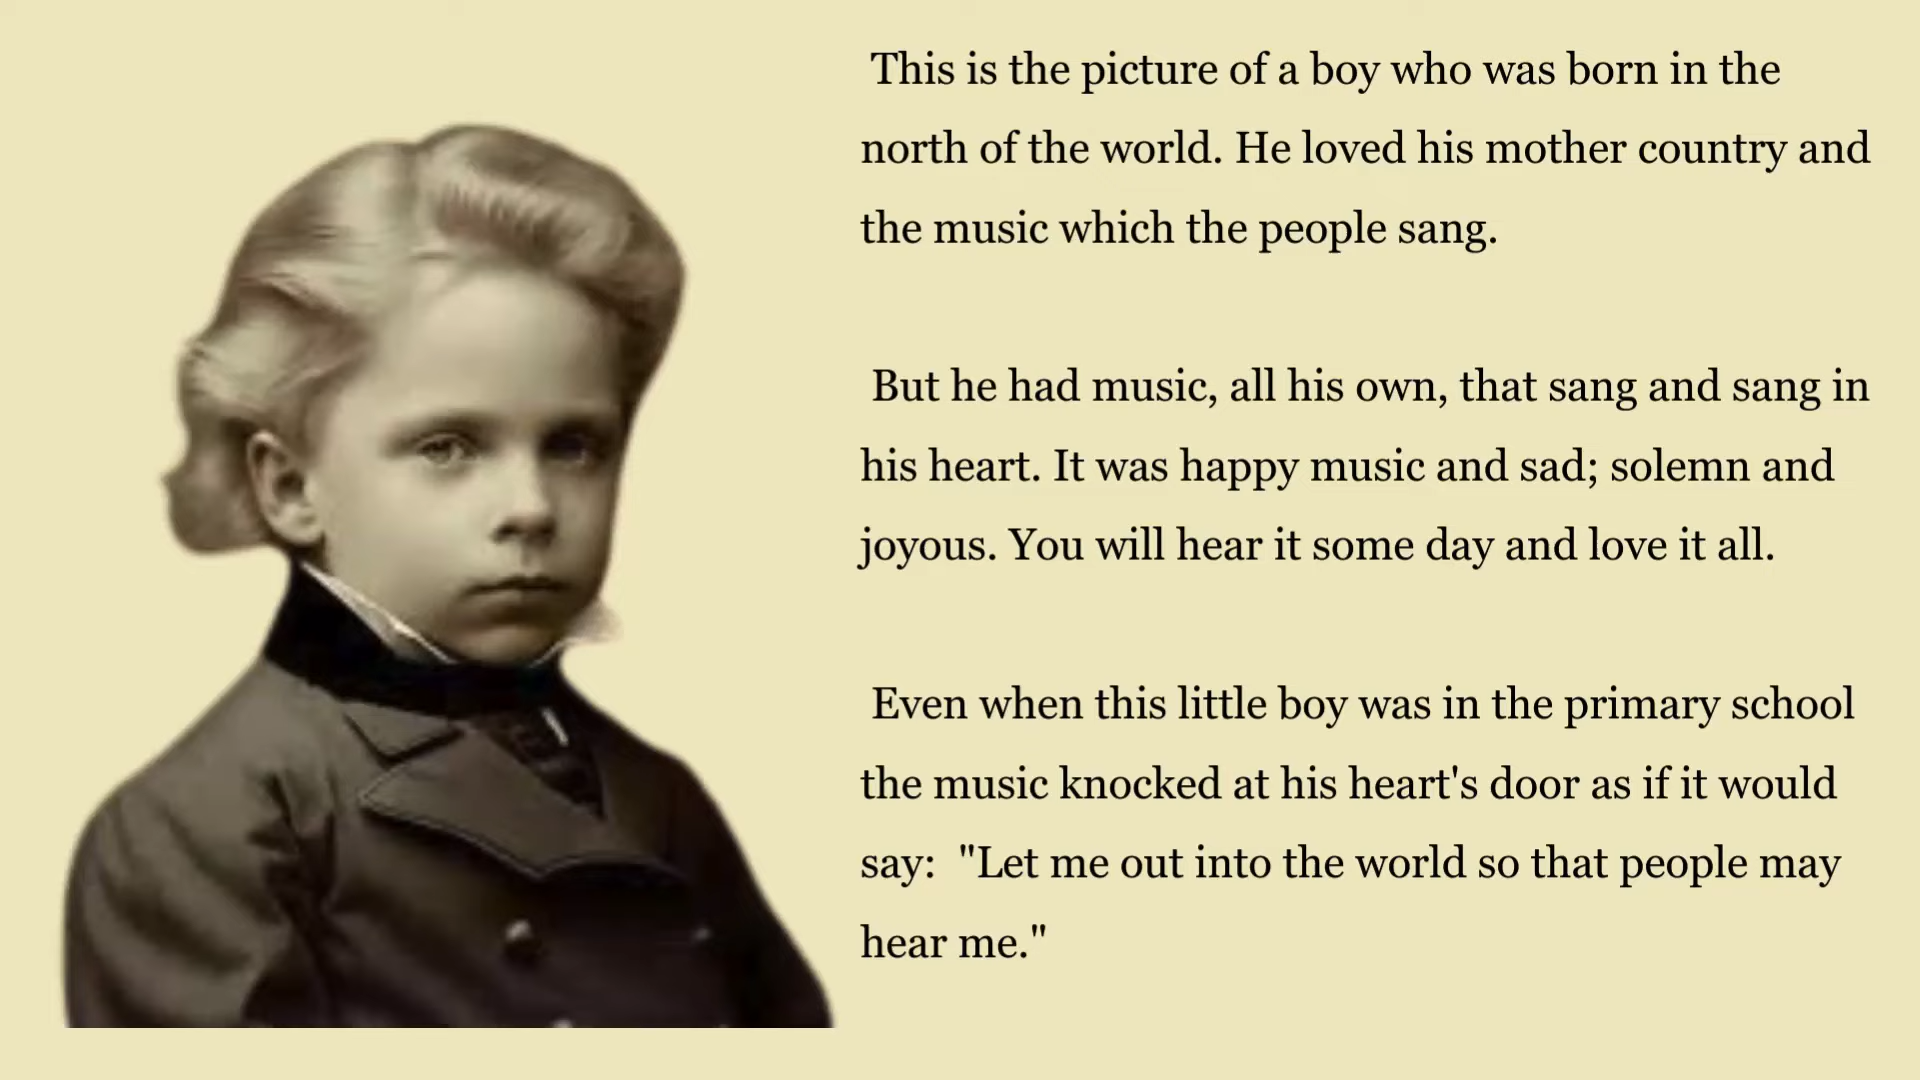 This is the picture of a boy who was born in the
north of the world. He loved his mother country and
the music which the people sang.
But he had music, all his own, that sang and sang in
his heart. It was happy music and sad; solemn and
joyous. You will hear it some day and love it all.
Even when this little boy was in the primary school
the music knocked at his heart's door as if it would
say:  "Let me out into the world so that people may
hear me."